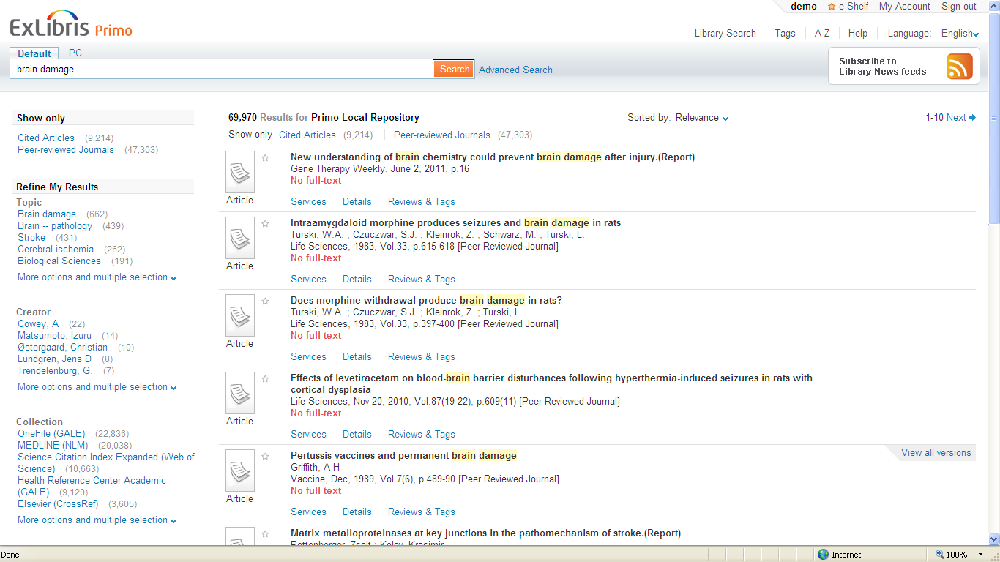 demo e-Shelf My Account Sign out
ExLibris Primo
Library Search Tags A-Z Help Language: English
Default PC
brain damage Search Advanced Search
Subscribe to
Library News feeds
Show only
Cited Articles (9,214)
Peer-reviewed Journals (47,303)
Refine My Results
Topic
Brain damage (662)
Brain -- pathology (439)
Stroke (431)
Cerebral ischemia (262)
Biological Sciences (191)
More options and multiple selection
Creator
Cowey, A (22)
Matsumoto, Izuru (14)
Østergaard, Christian (10)
Lundgren, Jens D (8)
Trendelenburg, G. (7)
More options and multiple selection
Collection
OneFile (GALE) (22,836)
MEDLINE (NLM) (20,038)
Science Citation Index Expanded (Web of
Science) (10,663)
Health Reference Center Academic
(GALE) (9,120)
Elsevier (CrossRef) (3,605)
More options and multiple selection
69,970 Results for Primo Local Repository
Sorted by: Relevance
1-10 Next
Show only Cited Articles (9,214) Peer-reviewed Journals (47,303)
New understanding of brain chemistry could prevent brain damage after injury.(Report)
Gene Therapy Weekly, June 2, 2011, p.16
No full-text
Article
Services Details Reviews & Tags
Intraamygdaloid morphine produces seizures and brain damage in rats
Turski, W.A. ; Czuczwar, S.J. ; Kleinrok, Z. ; Schwarz, M. ; Turski, L.
Life Sciences, 1983, Vol.33, p.615-618 [Peer Reviewed Journal]
No full-text
Article
Services Details Reviews & Tags
Does morphine withdrawal produce brain damage in rats?
Turski, W.A. ; Czuczwar, S.J. ; Kleinrok, Z. ; Turski, L.
Life Sciences, 1983, Vol.33, p.397-400 [Peer Reviewed Journal]
No full-text
Article
Services Details Reviews & Tags
Effects of levetiracetam on blood-brain barrier disturbances following hyperthermia-induced seizures in rats with
cortical dysplasia
Life Sciences, Nov 20, 2010, Vol.87(19-22), p.609(11) [Peer Reviewed Journal]
No full-text
Article
Services Details Reviews & Tags
Pertussis vaccines and permanent brain damage
View all versions
Griffith, A H
Vaccine, Dec, 1989, Vol.7(6), p.489-90 [Peer Reviewed Journal]
No full-text
Article
Services Details Reviews & Tags
Matrix metalloproteinases at key junctions in the pathomechanism of stroke.(Report)
Done Internet 100%